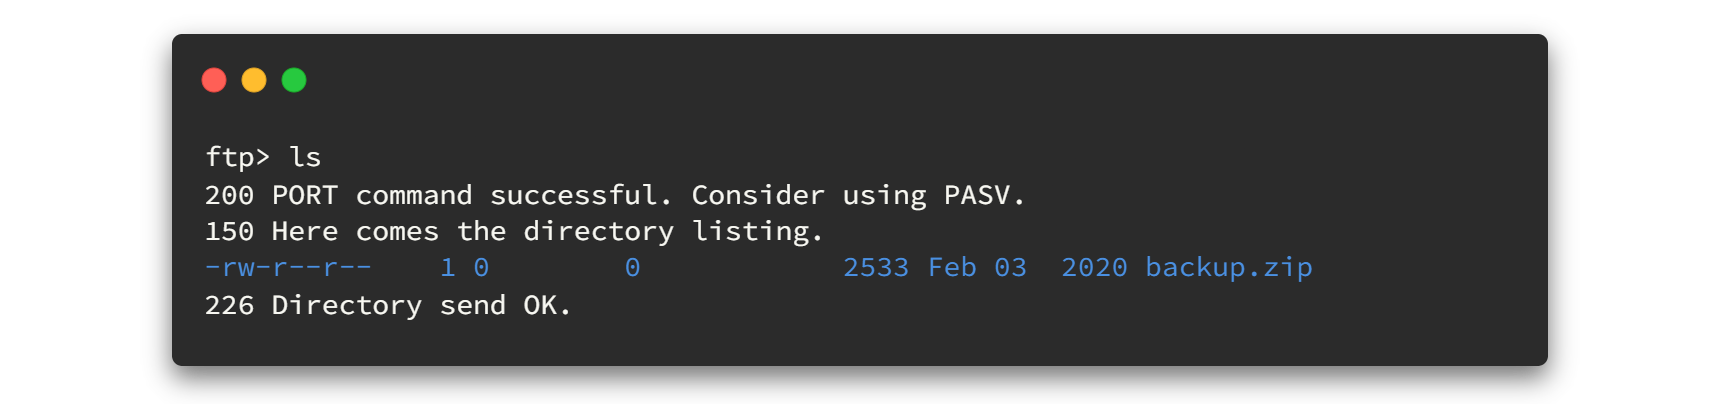 ftp> ls
200 PORT command successful. Consider using PASV.
150 Here comes the directory listing.
-rw-r--r--    1 0        0            2533 Feb 03  2020 backup.zip
226 Directory send OK.